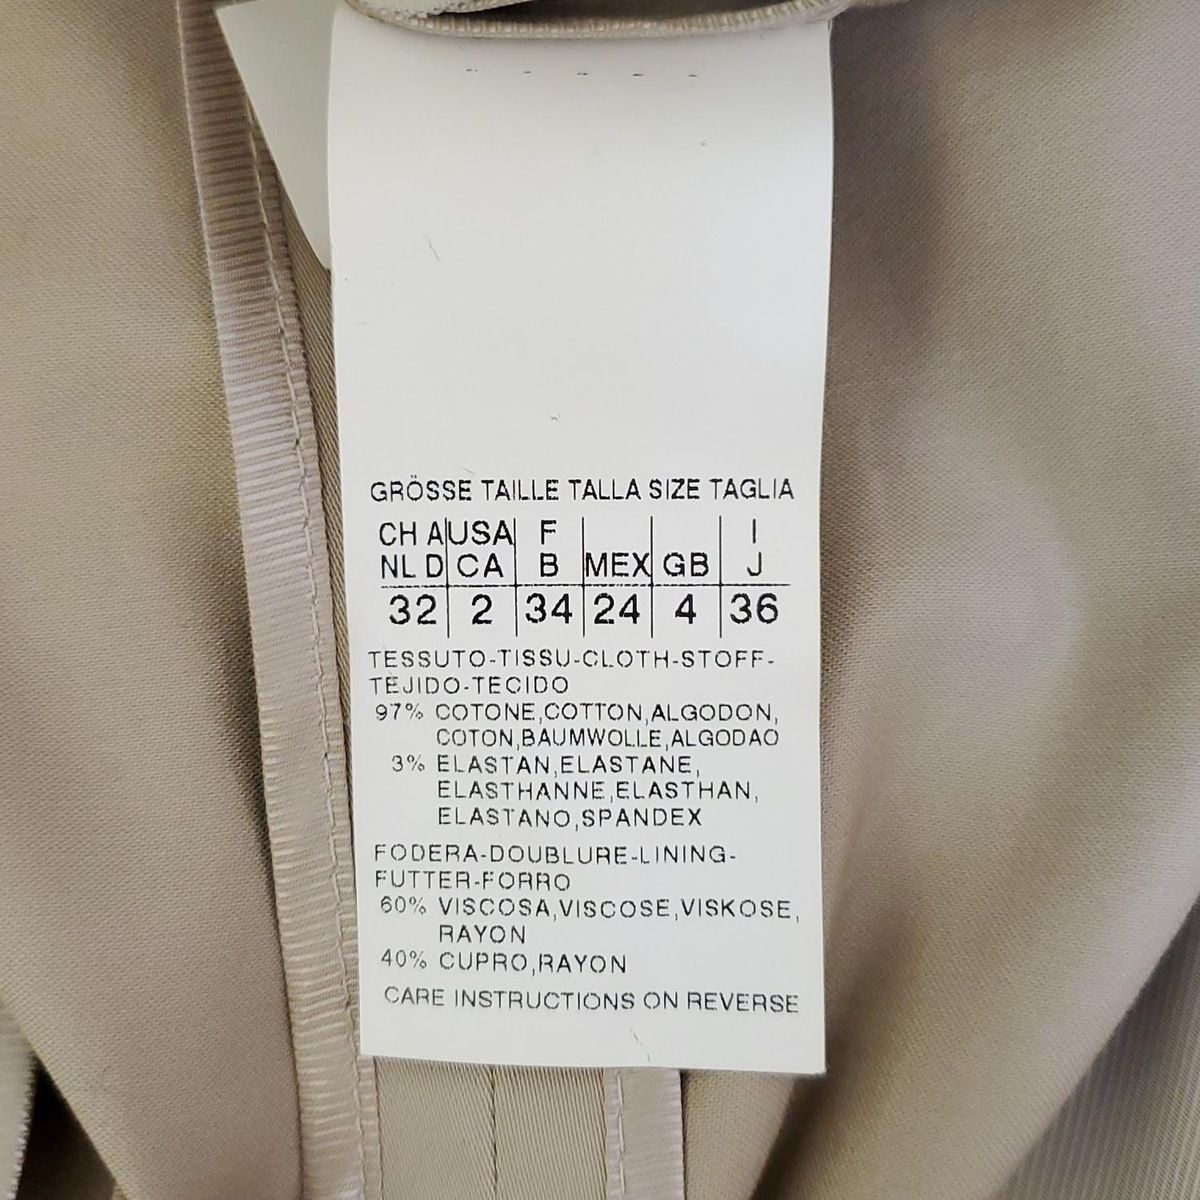 GRÖSSE TAILLE TALLA SIZE TAGLIA
CH A USA F I
NL D CA B MEX GB J
32 2 34 24 4 36
TESSUTO-TISSU-CLOTH-STOFF-
TEJIDO-TECIDO
97% COTONE,COTTON,ALGODON,
COTON,BAUMWOLLE,ALGODAO
3% ELASTAN,ELASTANE,
ELASTHANNE,ELASTHAN,
ELASTANO,SPANDEX
FODERA-DOUBLURE-LINING-
FUTTER-FORRO
60% VISCOSA,VISCOSE,VISKOSE,
RAYON
40% CUPRO,RAYON
CARE INSTRUCTIONS ON REVERSE